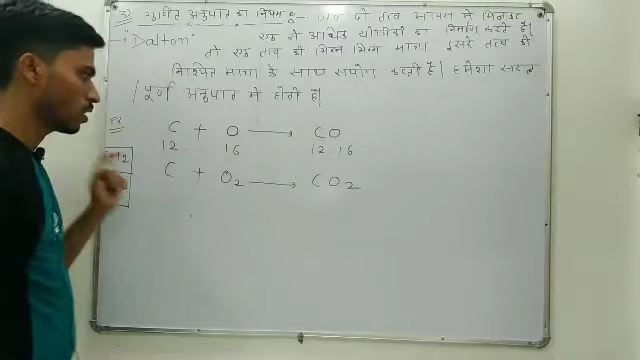 गुणित अनुपात का नियम :- जब दो तत्व आपस में मिलकर
एक से अधिक यौगिकों का निर्माण करते हैं।
→ "Dalton"
तो एक तत्व की भिन्न भिन्न मात्रा दूसरे तत्व की
निश्चित मात्रा के साथ संयोग करती है। हमेशा सरल
/ पूर्ण अनुपात में होती है।
Ex
C + O ⟶ CO
12 16 12 : 16
C + O₂ ⟶ CO₂